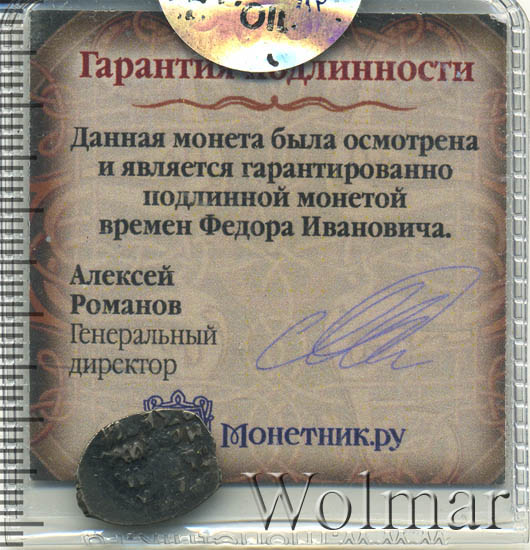 Гарантия подлинности
Данная монета была осмотрена
и является гарантированно
подлинной монетой
времен Федора Ивановича.
Алексей
Романов
Генеральный
директор
Монетник.ру
Wolmar